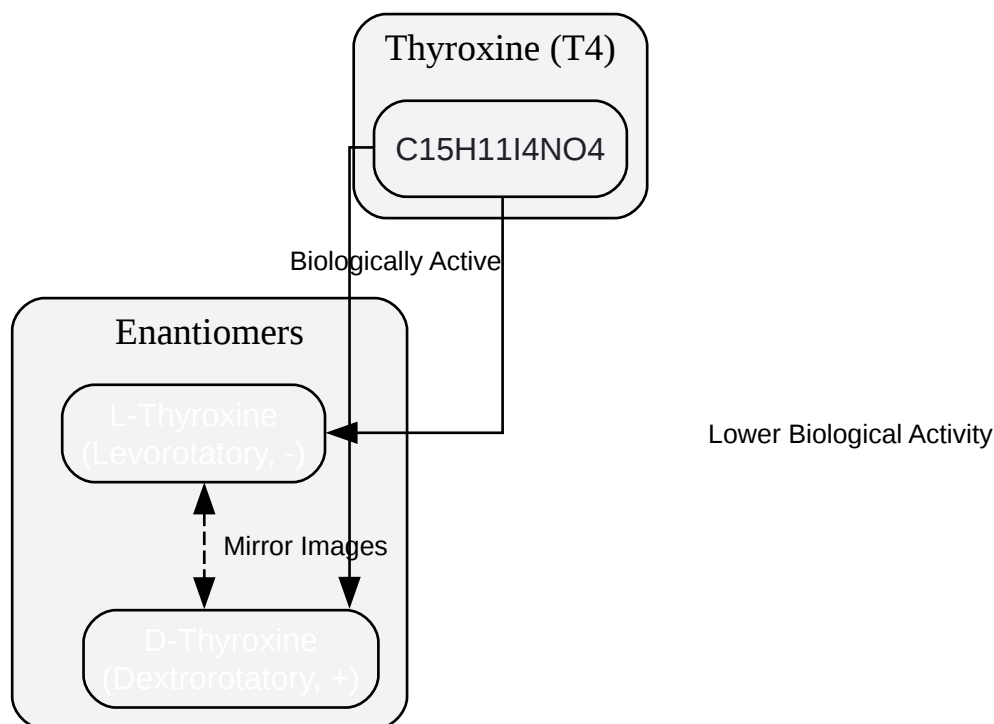 Thyroxine (T4)
C15H11I4NO4
Biologically Active
Enantiomers
L-Thyroxine
(Levorotatory, -)
Lower Biological Activity
Mirror Images
D-Thyroxine
(Dextrorotatory, +)